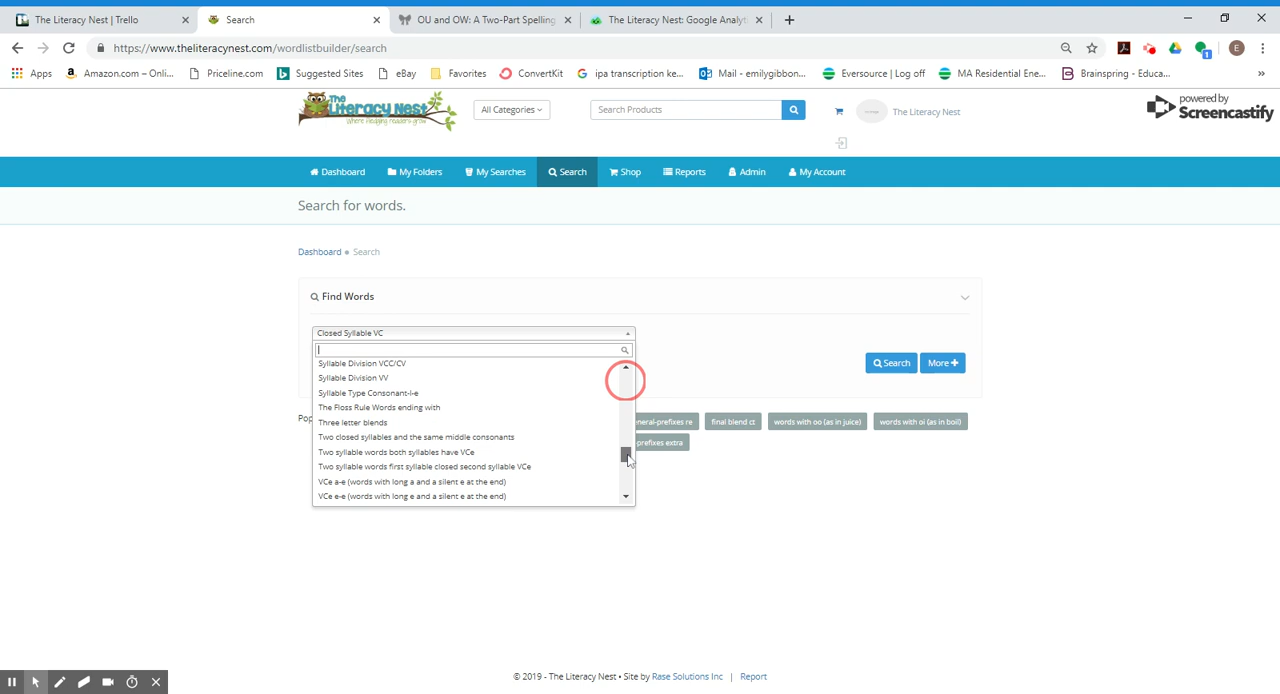 The Literacy Nest | Trello
Search
OU and OW: A Two-Part Spelling
The Literacy Nest: Google Analyti
https://www.theliteracynest.com/wordlistbuilder/search
E
Apps
Amazon.com – Onli...
Priceline.com
Suggested Sites
eBay
Favorites
ConvertKit
ipa transcription ke...
Mail - emilygibbon...
Eversource | Log off
MA Residential Ene...
Brainspring - Educa...
The Literacy Nest
Where fledgling readers grow
All Categories
Search Products
The Literacy Nest
powered by
Screencastify
Dashboard
My Folders
My Searches
Search
Shop
Reports
Admin
My Account
Search for words.
Dashboard
Search
Find Words
Closed Syllable VC
Syllable Division VCC/CV
Syllable Division VV
Syllable Type Consonant-l-e
The Floss Rule Words ending with
Three letter blends
Two closed syllables and the same middle consonants
Two syllable words both syllables have VCe
Two syllable words first syllable closed second syllable VCe
VCe a-e (words with long a and a silent e at the end)
VCe e-e (words with long e and a silent e at the end)
Search
More +
Pop
eneral-prefixes re
final blend ct
words with oo (as in juice)
words with oi (as in boil)
-prefixes extra
© 2019 - The Literacy Nest • Site by Rase Solutions Inc | Report